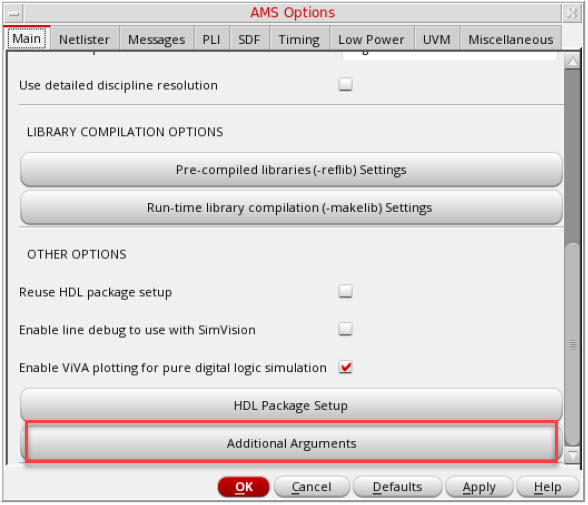 AMS Options
Main Netlister Messages PLI SDF Timing Low Power UVM Miscellaneous
Use detailed discipline resolution
LIBRARY COMPILATION OPTIONS
Pre-compiled libraries (-reflib) Settings
Run-time library compilation (-makelib) Settings
OTHER OPTIONS
Reuse HDL package setup
Enable line debug to use with SimVision
Enable ViVA plotting for pure digital logic simulation
HDL Package Setup
Additional Arguments
OK Cancel Defaults Apply Help